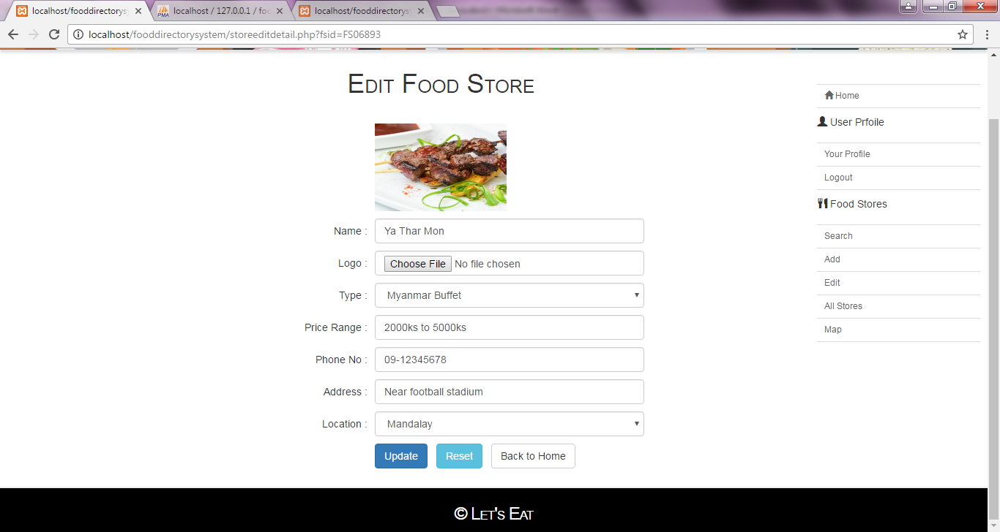 localhost/fooddirectorys
localhost / 127.0.0.1 / foo
localhost/fooddirectorys
localhost/fooddirectorysystem/storeeditdetail.php?fsid=FS06893
Edit Food Store
Name :
Ya Thar Mon
Logo :
Choose File No file chosen
Type :
Myanmar Buffet
Price Range :
2000ks to 5000ks
Phone No :
09-12345678
Address :
Near football stadium
Location :
Mandalay
Update
Reset
Back to Home
Home
User Prfoile
Your Profile
Logout
Food Stores
Search
Add
Edit
All Stores
Map
© Let's Eat